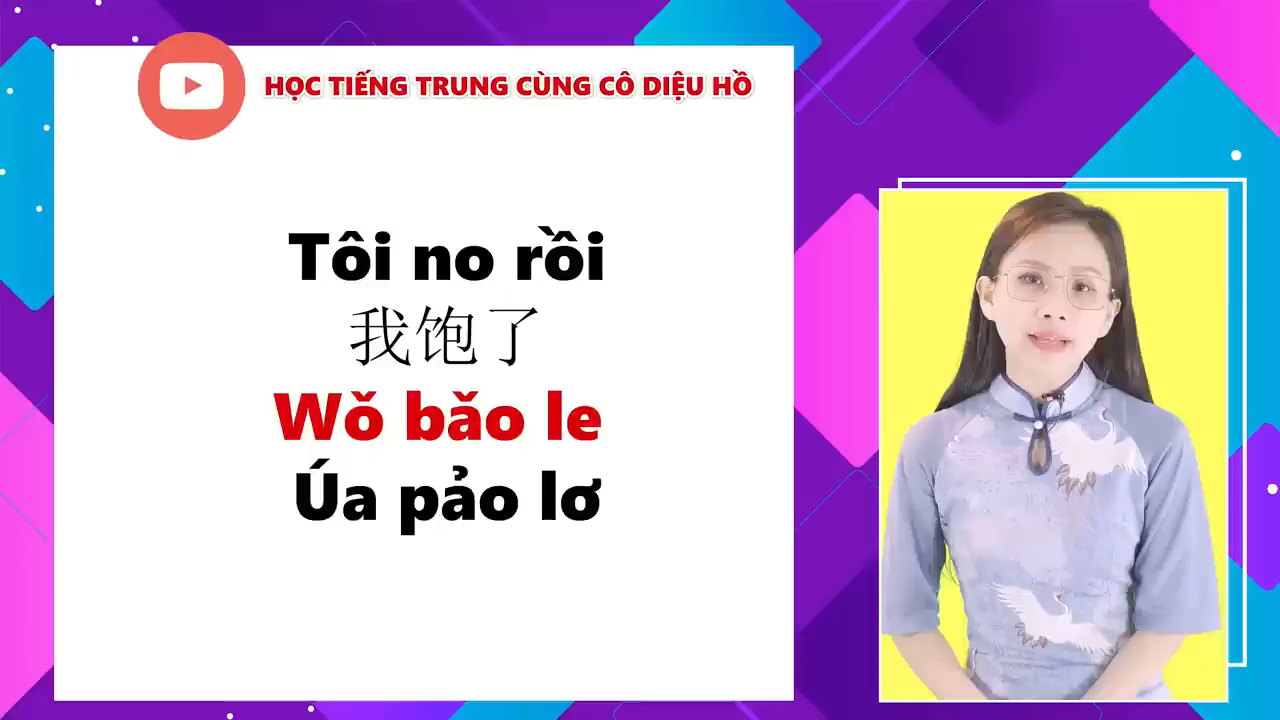 HỌC TIẾNG TRUNG CÙNG CÔ DIỆU HỒ
Tôi no rồi
我饱了
Wǒ bǎo le
Úa pảo lơ